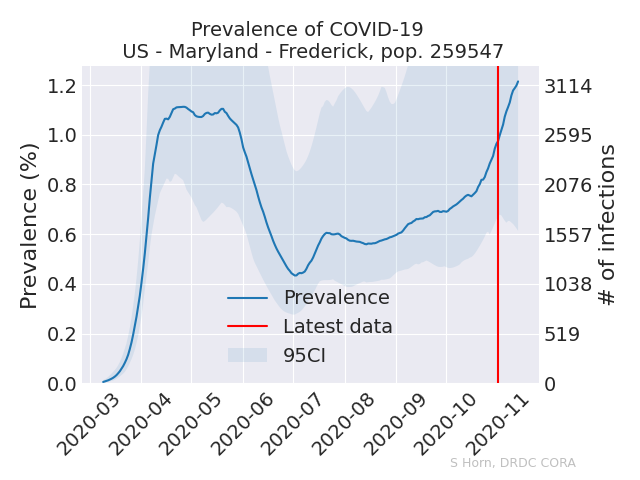 Prevalence of COVID-19
US - Maryland - Frederick, pop. 259547
Prevalence (%)
1.2
1.0
0.8
0.6
0.4
0.2
0.0
3114
2595
2076
1557
1038
519
0
# of infections
Prevalence
Latest data
95CI
2020-03
2020-04
2020-05
2020-06
2020-07
2020-08
2020-09
2020-10
2020-11
S Horn, DRDC CORA